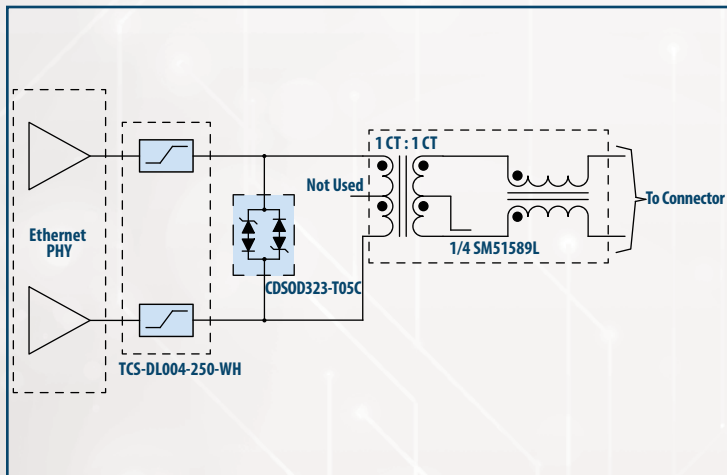 1 CT : 1 CT
Not Used
To Connector
Ethernet
PHY
1/4 SM51589L
CDSOD323-T05C
TCS-DL004-250-WH